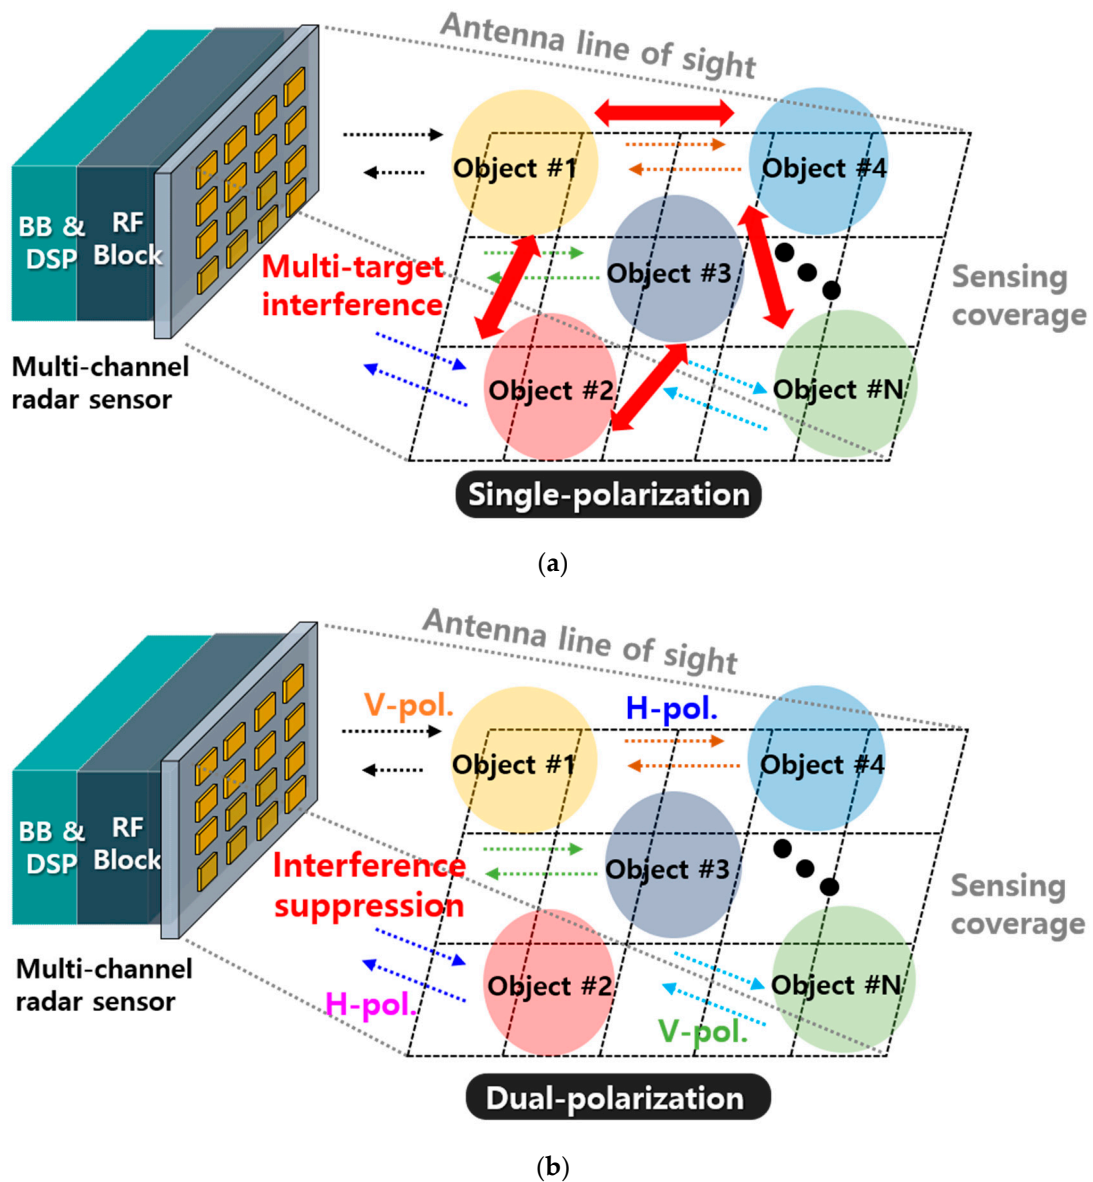 Antenna line of sight
Object #1
Object #4
BB &
DSP
RF
Block
Multi-target
interference
Object #3
Sensing
coverage
Multi-channel
radar sensor
Object #2
Object #N
Single-polarization
(a)
Antenna line of sight
V-pol.
H-pol.
Object #1
Object #4
BB &
DSP
RF
Block
Interference
suppression
Object #3
Sensing
coverage
Multi-channel
radar sensor
Object #2
Object #N
H-pol.
V-pol.
Dual-polarization
(b)